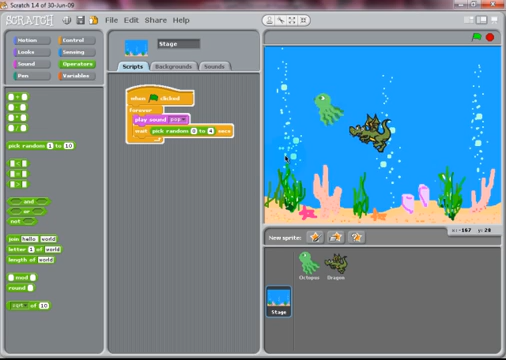 Scratch 1.4 of 30-Jun-09
SCRATCH File Edit Share Help
Motion Control
Looks Sensing
Sound Operators
Pen Variables
+
-
*
/
pick random 1 to 10
<
=
>
and
or
not
join hello world
letter 1 of world
length of world
mod
round
of 10
Stage
Scripts Backgrounds Sounds
when clicked
forever
play sound pop
wait pick random 0 to 4 secs
x: -167 y: 28
New sprite:
Octopus Dragon
Stage